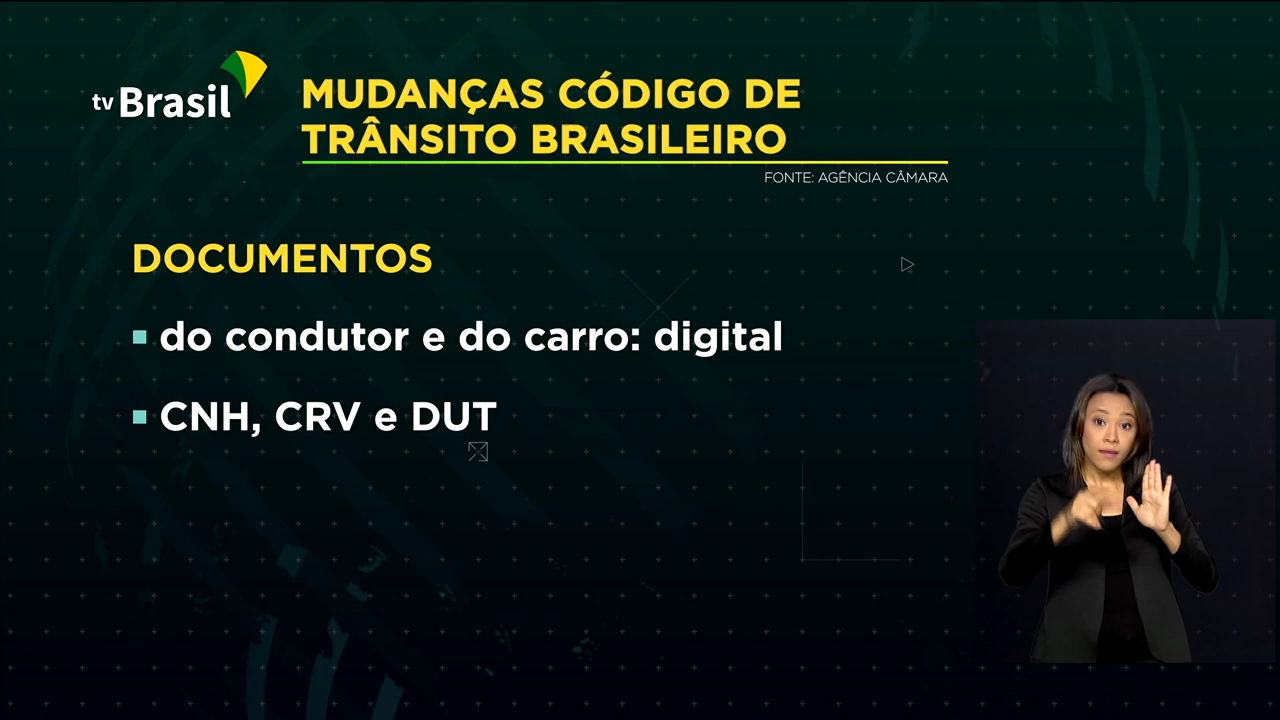 tv Brasil
MUDANÇAS CÓDIGO DE
TRÂNSITO BRASILEIRO
FONTE: AGÊNCIA CÂMARA
DOCUMENTOS
do condutor e do carro: digital
CNH, CRV e DUT